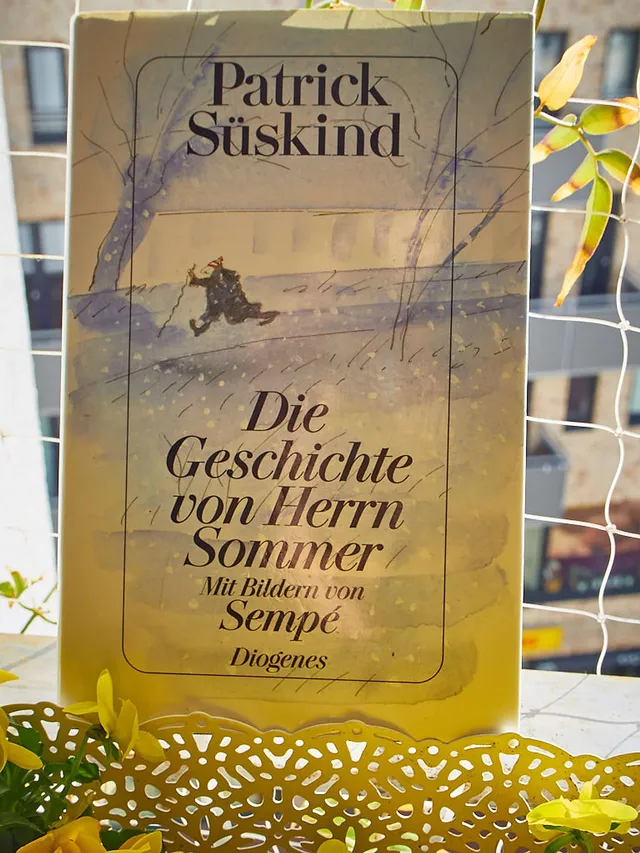 Patrick
Süskind
Die
Geschichte
von Herrn
Sommer
Mit Bildern von
Sempé
Diogenes